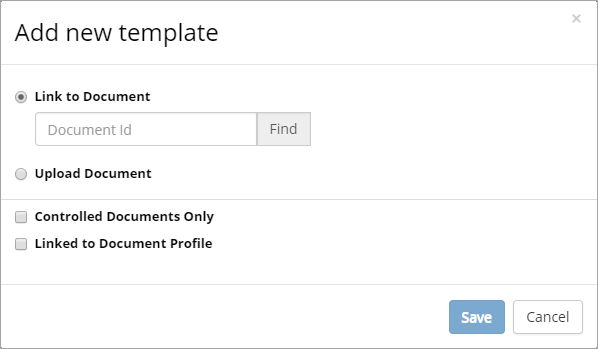 Add new template
×
Link to Document
Document Id Find
Upload Document
Controlled Documents Only
Linked to Document Profile
Save Cancel